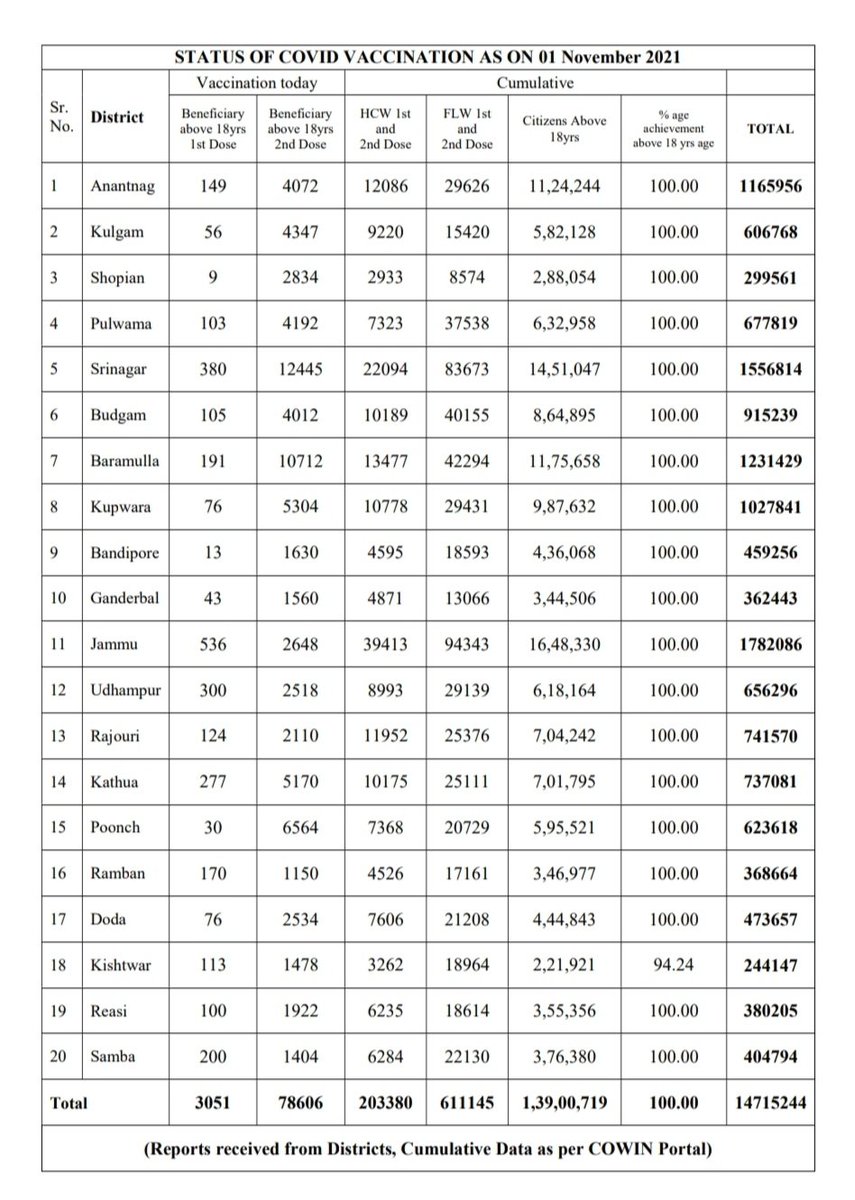 STATUS OF COVID VACCINATION AS ON 01 November 2021
Sr. No. District Vaccination today Cumulative
Beneficiary above 18yrs 1st Dose Beneficiary above 18yrs 2nd Dose HCW 1st and 2nd Dose FLW 1st and 2nd Dose Citizens Above 18yrs % age achievement above 18 yrs age TOTAL
1 Anantnag 149 4072 12086 29626 11,24,244 100.00 1165956
2 Kulgam 56 4347 9220 15420 5,82,128 100.00 606768
3 Shopian 9 2834 2933 8574 2,88,054 100.00 299561
4 Pulwama 103 4192 7323 37538 6,32,958 100.00 677819
5 Srinagar 380 12445 22094 83673 14,51,047 100.00 1556814
6 Budgam 105 4012 10189 40155 8,64,895 100.00 915239
7 Baramulla 191 10712 13477 42294 11,75,658 100.00 1231429
8 Kupwara 76 5304 10778 29431 9,87,632 100.00 1027841
9 Bandipore 13 1630 4595 18593 4,36,068 100.00 459256
10 Ganderbal 43 1560 4871 13066 3,44,506 100.00 362443
11 Jammu 536 2648 39413 94343 16,48,330 100.00 1782086
12 Udhampur 300 2518 8993 29139 6,18,164 100.00 656296
13 Rajouri 124 2110 11952 25376 7,04,242 100.00 741570
14 Kathua 277 5170 10175 25111 7,01,795 100.00 737081
15 Poonch 30 6564 7368 20729 5,95,521 100.00 623618
16 Ramban 170 1150 4526 17161 3,46,977 100.00 368664
17 Doda 76 2534 7606 21208 4,44,843 100.00 473657
18 Kishtwar 113 1478 3262 18964 2,21,921 94.24 244147
19 Reasi 100 1922 6235 18614 3,55,356 100.00 380205
20 Samba 200 1404 6284 22130 3,76,380 100.00 404794
Total 3051 78606 203380 611145 1,39,00,719 100.00 14715244
(Reports received from Districts, Cumulative Data as per COWIN Portal)